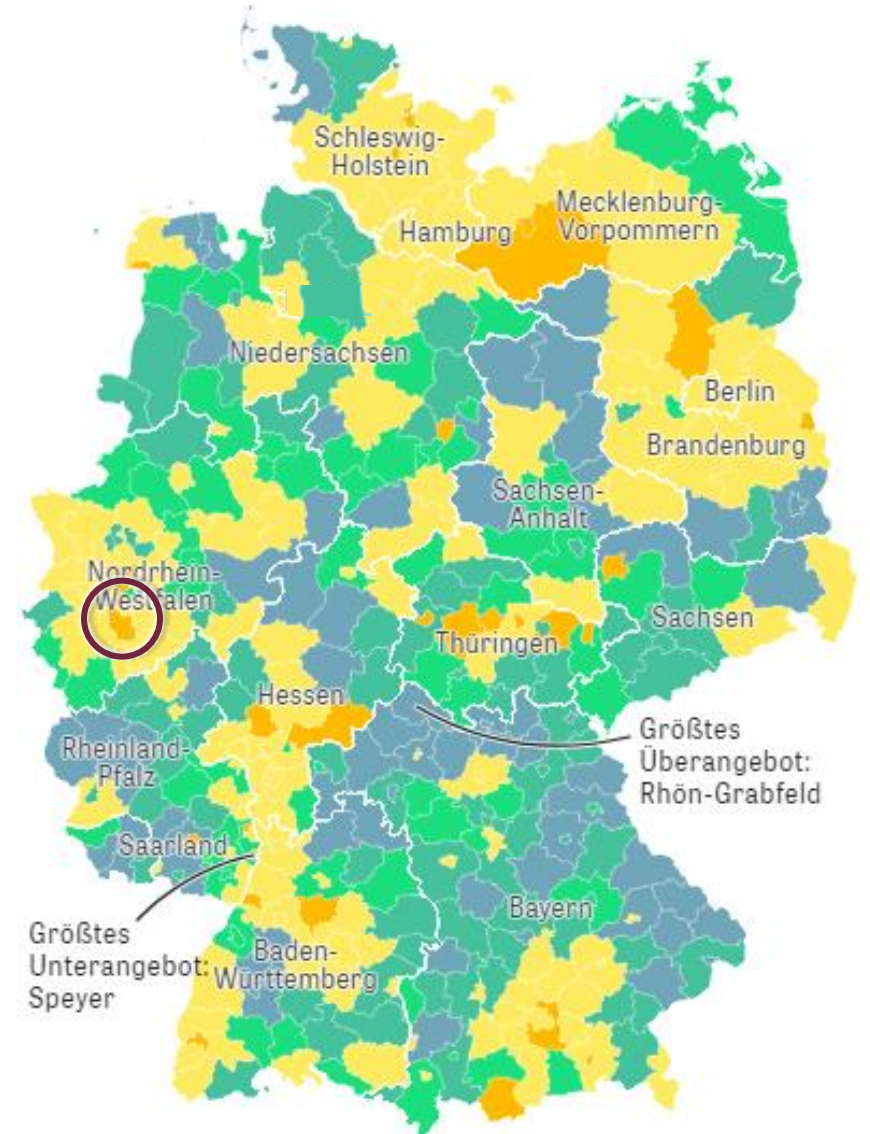 Schleswig-
Holstein
Mecklenburg-
Vorpommern
Hamburg
Niedersachsen
Berlin
Brandenburg
Sachsen-
Anhalt
Nordrhein-
Westfalen
Sachsen
Thüringen
Hessen
Größtes
Überangebot:
Rhön-Grabfeld
Rheinland-
Pfalz
Saarland
Bayern
Größtes
Unterangebot:
Speyer
Baden-
Württemberg